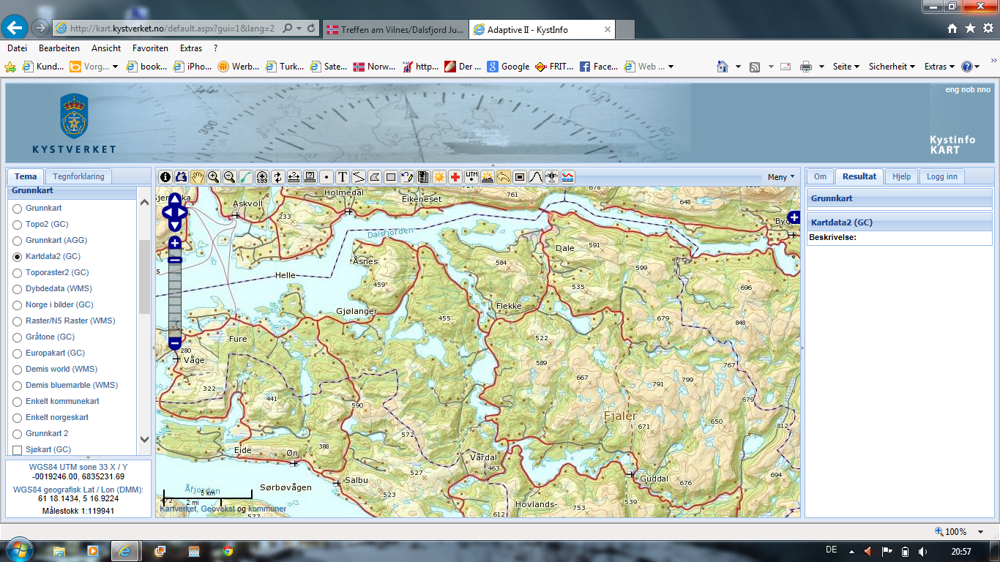 http://kart.kystverket.no/default.aspx?gui=1&lang=2
Treffen am Vilnes/Dalsfjord Ju...
Adaptive II - KystInfo
Datei Bearbeiten Ansicht Favoriten Extras ?
Kund... Vorg... book... iPho... Werb... Turk... Sate... Norw... http... Der ... Google FRIT... Face... Web ... Seite Sicherheit Extras
eng nob nno
300
KYSTVERKET
Kystinfo
KART
Tema Tegnforklaring
Meny
Om Resultat Hjelp Logg inn
Grunnkart
Grunnkart
Topo2 (GC)
Grunnkart (AGG)
Kartdata2 (GC)
Toporaster2 (GC)
Dybdedata (WMS)
Norge i bilder (GC)
Raster/N5 Raster (WMS)
Gråtone (GC)
Europakart (GC)
Demis world (WMS)
Demis bluemarble (WMS)
Enkelt kommunekart
Enkelt norgeskart
Grunnkart 2
Sjøkart (GC)
WGS84 UTM sone 33 X / Y
-0019246.00, 6835231.69
WGS84 geografisk Lat / Lon (DMM):
61 18.1434, 5 16.9224
Målestokk 1:119941
Holmedal 761 678
Askvoll Eikeneset 648
233 Byg
Dalsfjorden
Dale 591
Åsnes 584 599
Helle
459 535 696
Gjølanger Flekke
455 679 848
Fure 522
280
Våge 589 767
322 667 791 799
441 590 679
Fjaler
572 671 650 812
Eide 388
Øn Vårdal
527 463 694
Åfjorden Sørbøvågen Salbu Guddal 676
523
Hovlands- 753 539
577 612
5 km
2 mi
Kartverket, Geovekst og kommuner
Grunnkart
Kartdata2 (GC)
Beskrivelse:
100%
DE 20:57